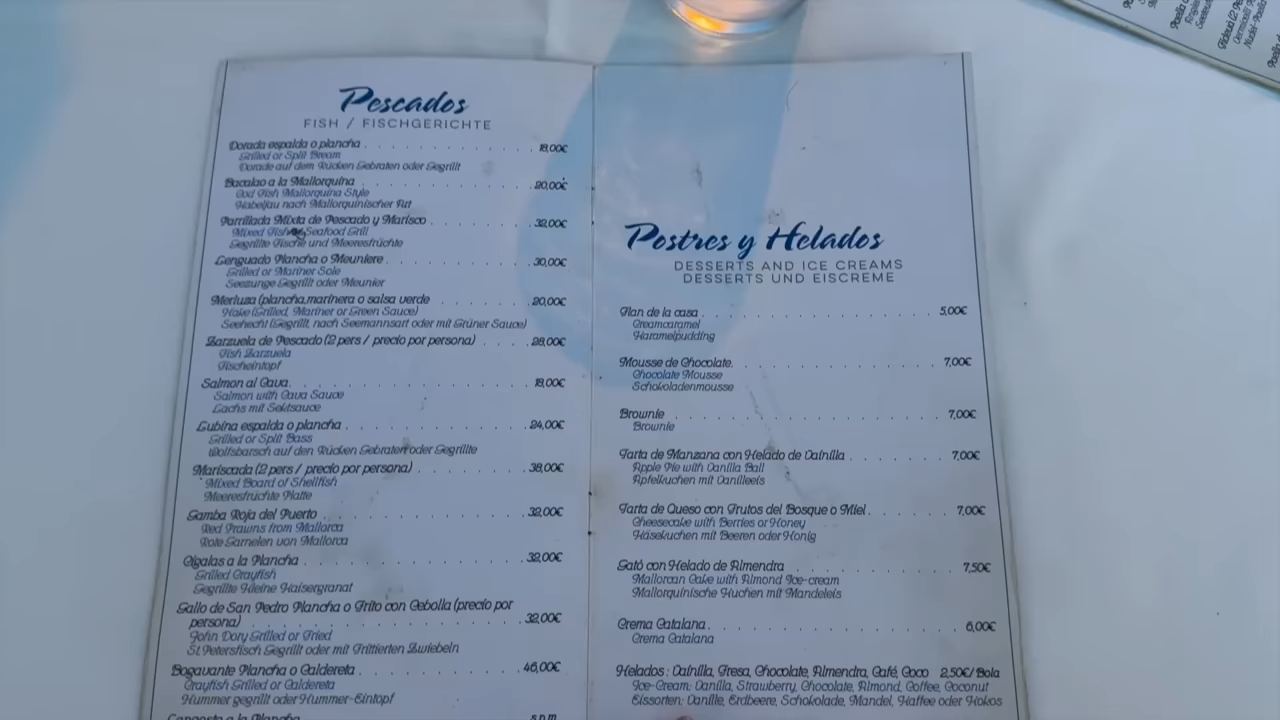 Pescados
FISH / FISCHGERICHTE
Dorada espalda o plancha . . . . . . . . . . . . 18,00€
Grilled or Split Bream
Dorade auf dem Rücken Gebraten oder Gegrillt
Bacalao a la Mallorquina . . . . . . . . . . . . 20,00€
Cod Fish Mallorquina Style
Habeljau nach Mallorquinischer Art
Parrillada Mixta de Pescado y Marisco . . . . . . . . 32,00€
Mixed Fish or Seafood Grill
Gegrillte Fische und Meeresfrüchte
Lenguado Plancha o Meuniere . . . . . . . . . . . 30,00€
Grilled or Mariner Sole
Seezunge Gegrillt oder Meunier
Merluza (plancha,marinera o salsa verde . . . . . . . 20,00€
Hake (Grilled, Mariner or Green Sauce)
Seehecht (Gegrillt, nach Seemannsart oder mit Grüner Sauce)
Zarzuela de Pescado (2 pers / precio por persona) . . . . 28,00€
Fish Zarzuela
Fischeintopf
Salmon al Cava . . . . . . . . . . . . . . . 18,00€
Salmon with Cava Sauce
Lachs mit Sektsauce
Lubina espalda o plancha . . . . . . . . . . . . 24,00€
Grilled or Split Bass
Wolfsbarsch auf den Rücken Gebraten oder Gegrillte
Mariscada (2 pers / precio por persona) . . . . . . . 38,00€
Mixed Board of Shellfish
Meeresfrüchte Platte
Gamba Roja del Puerto . . . . . . . . . . . . . 32,00€
Red Prawns from Mallorca
Rote Garnelen von Mallorca
Cigalas a la Plancha . . . . . . . . . . . . . . 32,00€
Grilled Crayfish
Gegrillte Kleine Kaisergranat
Gallo de San Pedro Plancha o Frito con Cebolla (precio por
persona) . . . . . . . . . . . . . . . . . 32,00€
John Dory Grilled or Fried
St Petersfisch Gegrillt oder mit Frittierten Zwiebeln
Bogavante Plancha o Caldereta . . . . . . . . . . 46,00€
Crayfish Grilled or Caldereta
Hummer gegrillt oder Hummer-Eintopf
Langosta a la Plancha s.p.m.
Postres y Helados
DESSERTS AND ICE CREAMS
DESSERTS UND EISCREME
Flan de la casa . . . . . . . . . . . . . . . 5,00€
Creamcaramel
Karamelpudding
Mousse de Chocolate. . . . . . . . . . . . . . 7,00€
Chocolate Mousse
Schokoladenmousse
Brownie . . . . . . . . . . . . . . . . . 7,00€
Brownie
Tarta de Manzana con Helado de Vainilla . . . . . . . 7,00€
Apple Pie with Vanilla Ball
Apfelkuchen mit Vanilleeis
Tarta de Queso con Frutos del Bosque o Miel . . . . . . 7,00€
Cheesecake with Berries or Honey
Käsekuchen mit Beeren oder Honig
Gató con Helado de Almendra . . . . . . . . . . . 7,50€
Mallorcan Cake with Almond Ice-cream
Mallorquinische Kuchen mit Mandeleis
Crema Catalana . . . . . . . . . . . . . . . 6,00€
Crema Catalana
Helados : Vainilla, Fresa, Chocolate, Almendra, Café, Coco 2,50€/ Bola
Ice-Cream: Vanilla, Strawberry, Chocolate, Almond, Coffee, Coconut
Eissorten: Vanille, Erdbeere, Schokolade, Mandel, Kaffee oder Kokos